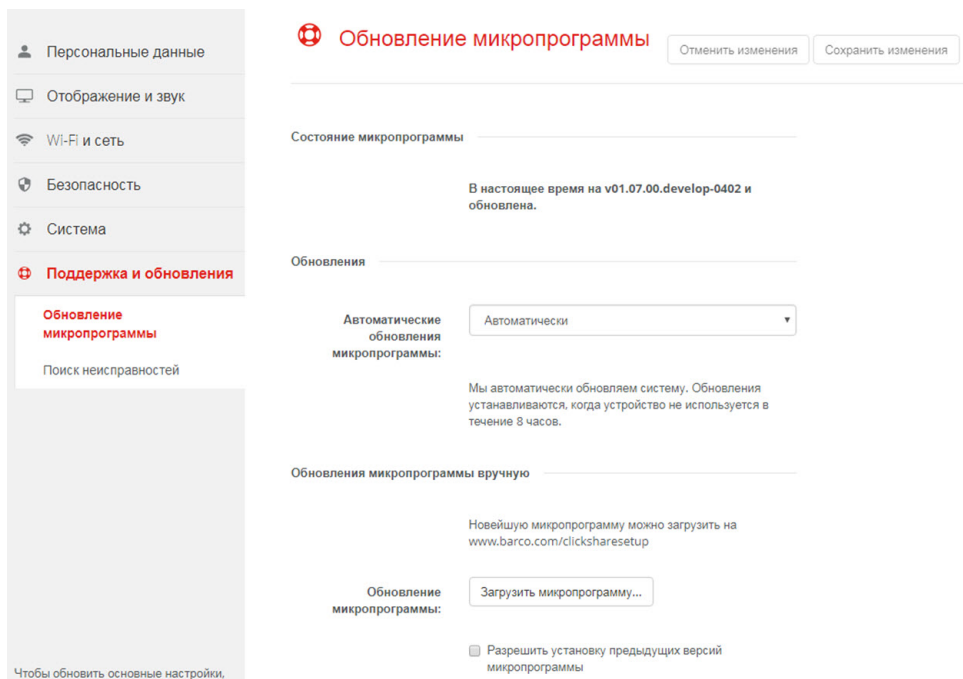 Персональные данные
Отображение и звук
Wi-Fi и сеть
Безопасность
Система
Поддержка и обновления
Обновление
микропрограммы
Поиск неисправностей
Чтобы обновить основные настройки,
Обновление микропрограммы
Отменить изменения
Сохранить изменения
Состояние микропрограммы
В настоящее время на v01.07.00.develop-0402 и
обновлена.
Обновления
Автоматические
обновления
микропрограммы:
Автоматически
Мы автоматически обновляем систему. Обновления
устанавливаются, когда устройство не используется в
течение 8 часов.
Обновления микропрограммы вручную
Новейшую микропрограмму можно загрузить на
www.barco.com/clicksharesetup
Обновление
микропрограммы:
Загрузить микропрограмму...
Разрешить установку предыдущих версий
микропрограммы